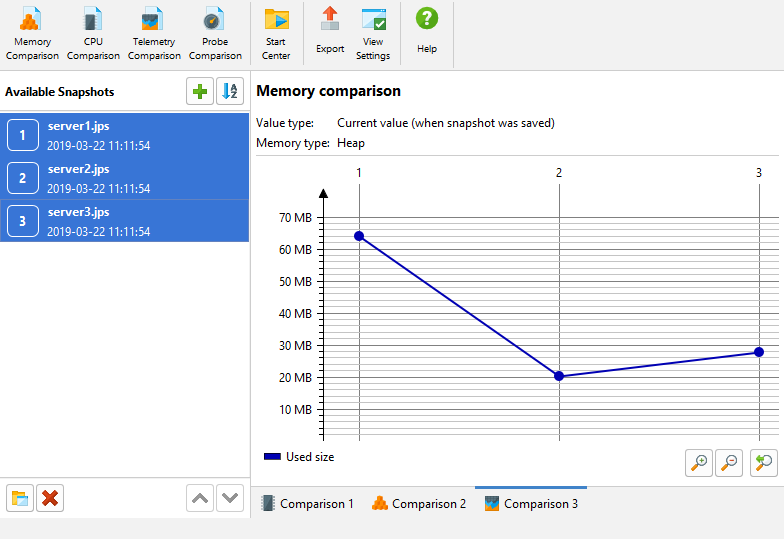 Memory Comparison
CPU Comparison
Telemetry Comparison
Probe Comparison
Start Center
Export
View Settings
Help
Available Snapshots
1
server1.jps
2019-03-22 11:11:54
2
server2.jps
2019-03-22 11:11:54
3
server3.jps
2019-03-22 11:11:54
Memory comparison
Value type: Current value (when snapshot was saved)
Memory type: Heap
1 2 3
70 MB
60 MB
50 MB
40 MB
30 MB
20 MB
10 MB
Used size
Comparison 1 Comparison 2 Comparison 3